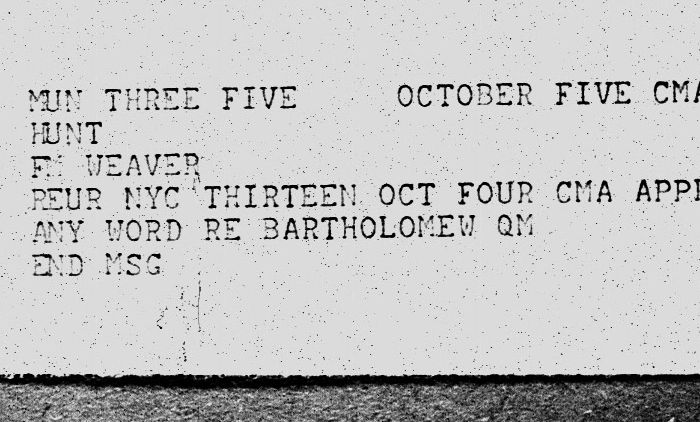 MUN THREE FIVE OCTOBER FIVE CMA
HUNT
FM WEAVER
REUR NYC THIRTEEN OCT FOUR CMA
ANY WORD RE BARTHOLOMEW QM
END MSG